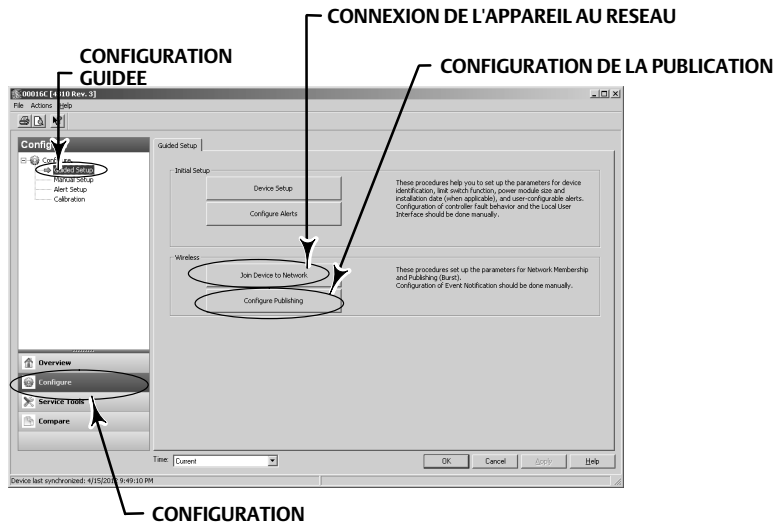 CONNEXION DE L'APPAREIL AU RESEAU
CONFIGURATION
GUIDEE
CONFIGURATION DE LA PUBLICATION
00016C [4310 Rev. 3]
File Actions Help
Configure
Guided Setup
Configure
Guided Setup
Manual Setup
Alert Setup
Calibration
Initial Setup
Device Setup
Configure Alerts
These procedures help you to set up the parameters for device
identification, limit switch function, power module size and
installation date (when applicable), and user-configurable alerts.
Configuration of controller fault behavior and the Local User
Interface should be done manually.
Wireless
Join Device to Network
Configure Publishing
These procedures set up the parameters for Network Membership
and Publishing (Burst).
Configuration of Event Notification should be done manually.
Overview
Configure
Service Tools
Compare
Time: Current
OK Cancel Apply Help
Device last synchronized: 4/15/2012 9:49:10 PM
CONFIGURATION